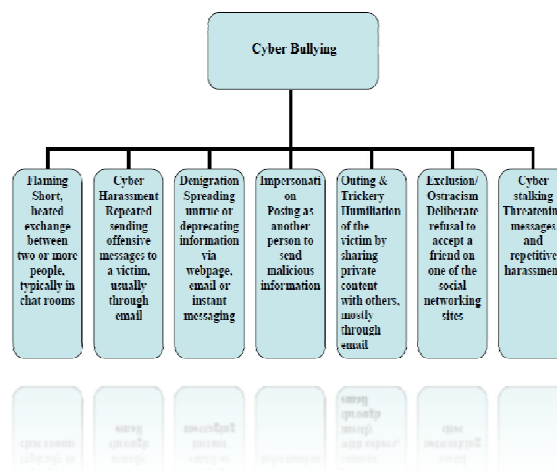 Cyber Bullying
Flaming
Short,
heated
exchange
between
two or more
people,
typically in
chat rooms
Cyber
Harassment
Repeated
sending
offensive
messages to
a victim,
usually
through
email
Denigration
Spreading
untrue or
deprecating
information
via
webpage,
email or
instant
messaging
Impersonati
on
Posing as
another
person to
send
malicious
information
Outing &
Trickery
Humiliation
of the
victim by
sharing
private
content
with others,
mostly
through
email
Exclusion/
Ostracism
Deliberate
refusal to
accept a
friend on
one of the
social
networking
sites
Cyber
stalking
Threatenin
messages
and
repetitive
harassmen